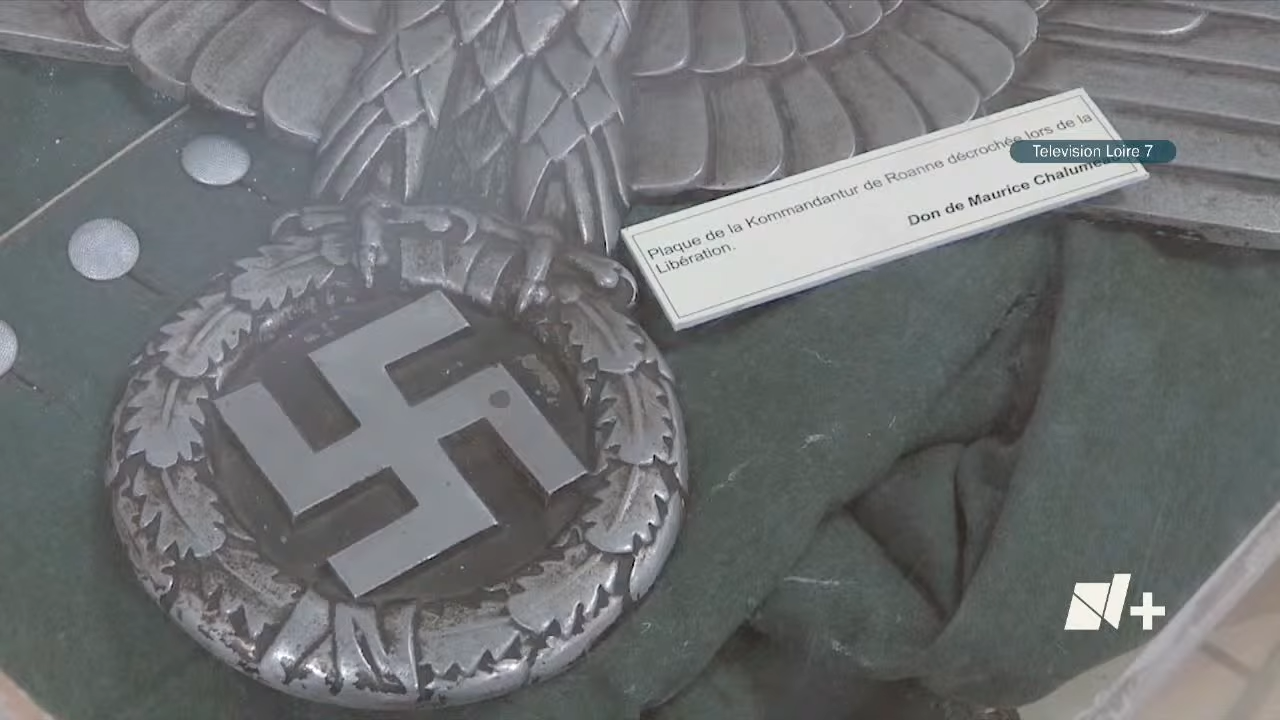 Plaque de la Kommandantur de Roanne décrochée lors de la
Libération.
Don de Maurice
Television Loire 7
N+